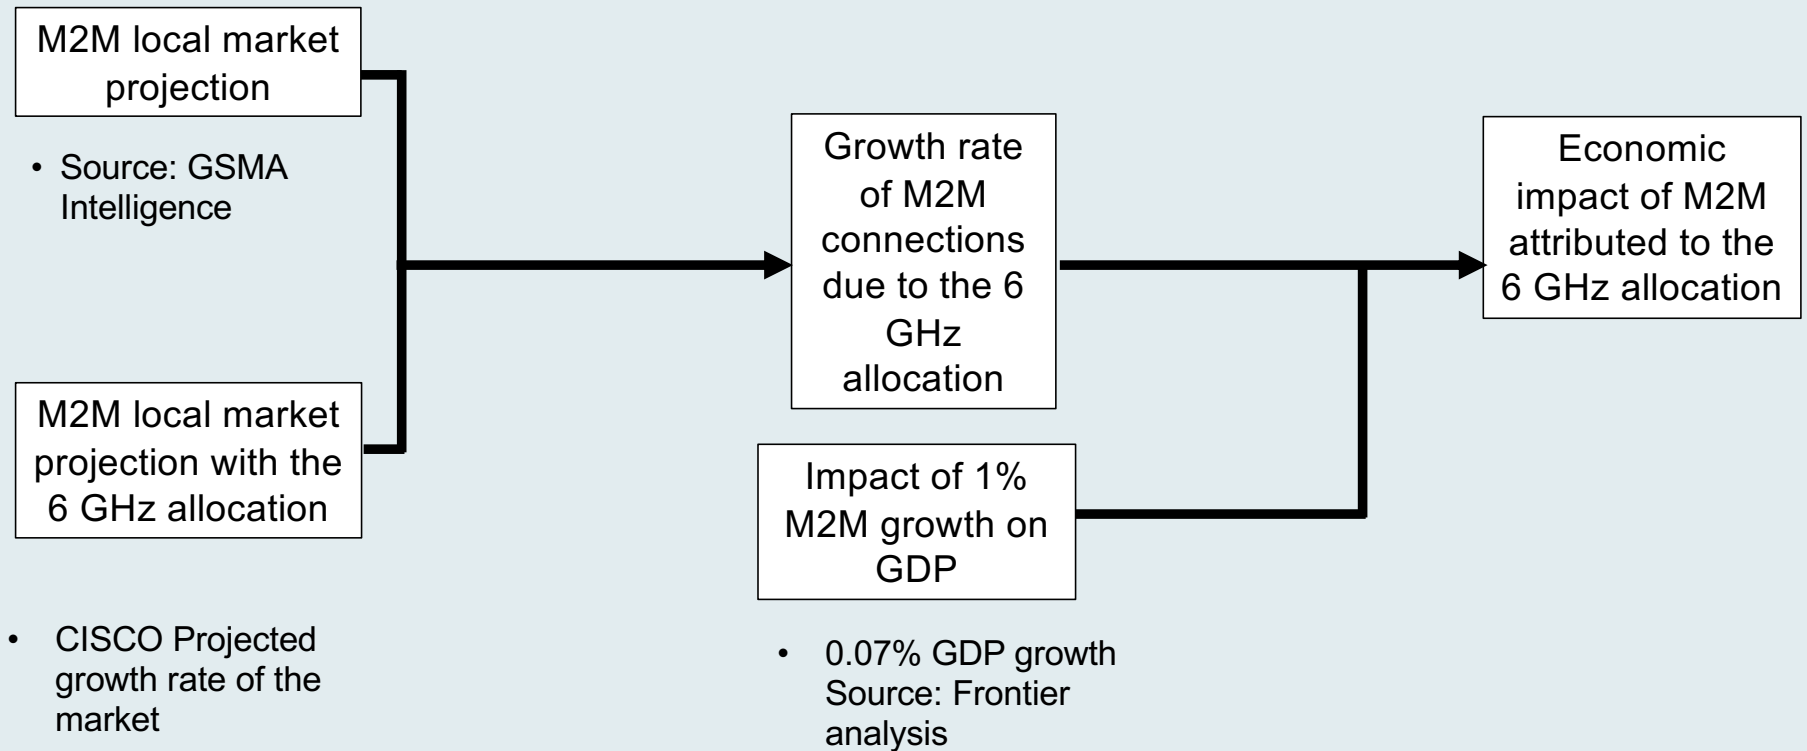 M2M local market
projection
• Source: GSMA
Intelligence
M2M local market
projection with the
6 GHz allocation
• CISCO Projected
growth rate of the
market
Growth rate
of M2M
connections
due to the 6
GHz
allocation
Impact of 1%
M2M growth on
GDP
• 0.07% GDP growth
Source: Frontier
analysis
Economic
impact of M2M
attributed to the
6 GHz allocation